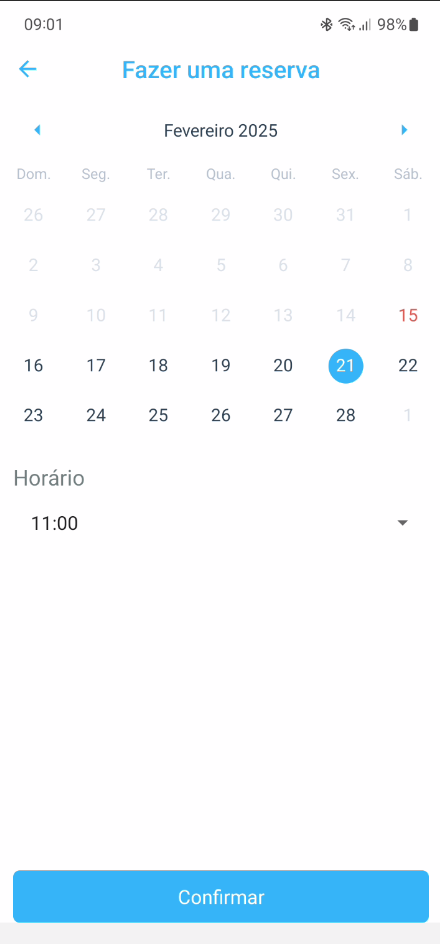 09:01 98%
Fazer uma reserva
Fevereiro 2025
Dom. Seg. Ter. Qua. Qui. Sex. Sáb.
26 27 28 29 30 31 1
2 3 4 5 6 7 8
9 10 11 12 13 14 15
16 17 18 19 20 21 22
23 24 25 26 27 28 1
Horário
11:00
Confirmar